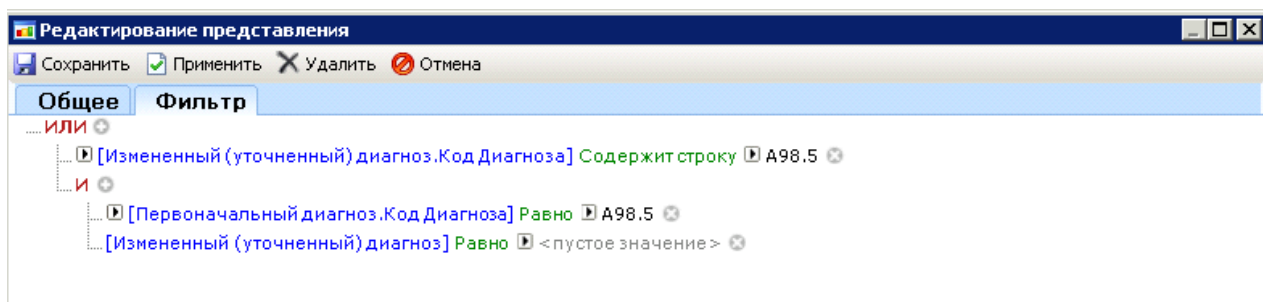 Редактирование представления
Сохранить Применить Удалить Отмена
Общее Фильтр
ИЛИ
[Измененный (уточненный) диагноз.Код Диагноза] Содержит строку A98.5
И
[Первоначальный диагноз.Код Диагноза] Равно A98.5
[Измененный (уточненный) диагноз] Равно <пустое значение>